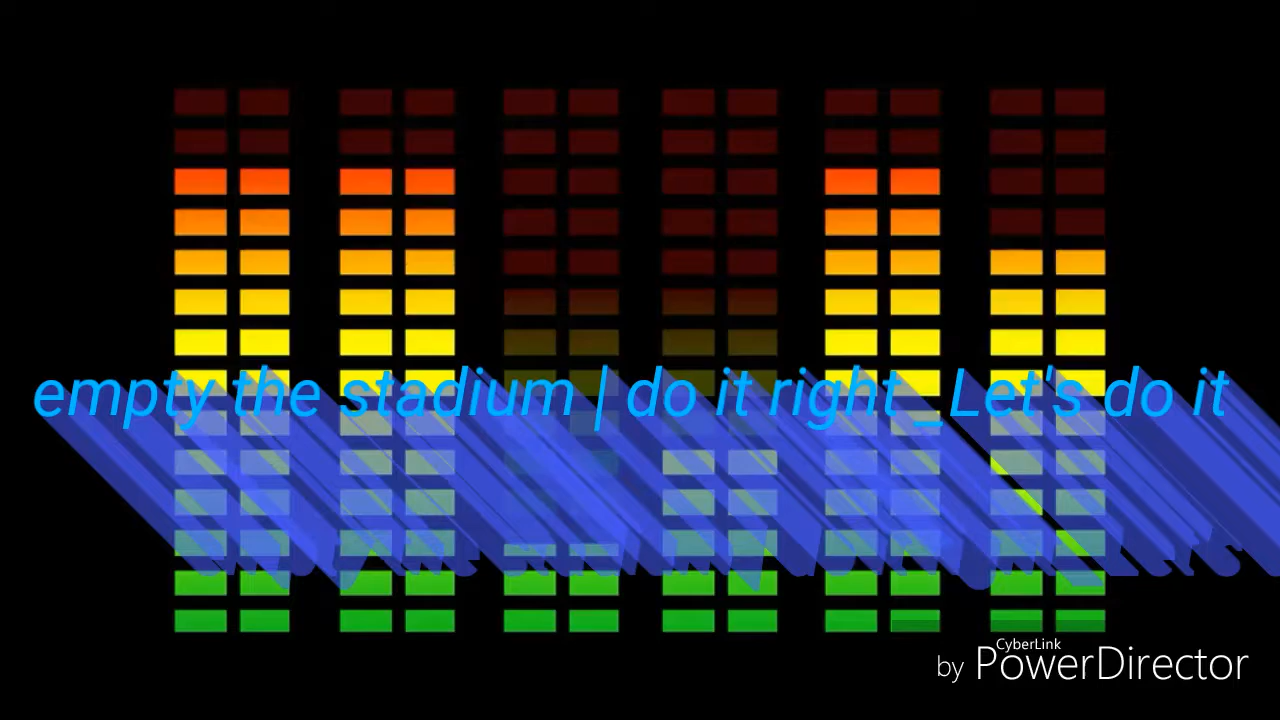 empty the stadium | do it right_Let's do it
CyberLink
by PowerDirector